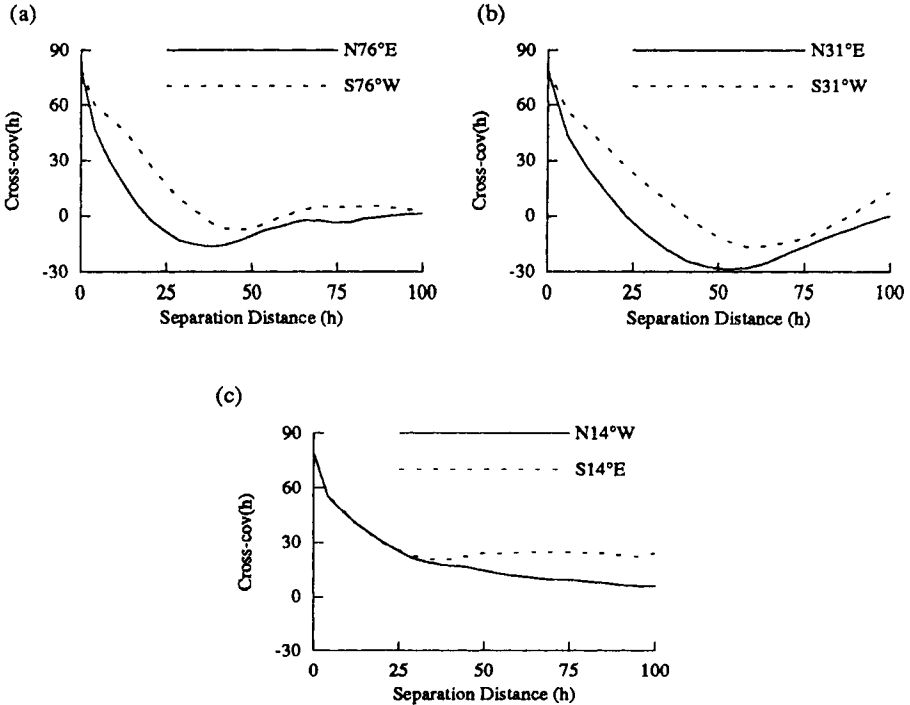 (a)
90
60
30
0
-30
Cross-cov(h)
N76°E
S76°W
0 25 50 75 100
Separation Distance (h)
(b)
90
60
30
0
-30
Cross-cov(h)
N31°E
S31°W
0 25 50 75 100
Separation Distance (h)
(c)
90
60
30
0
-30
Cross-cov(h)
N14°W
S14°E
0 25 50 75 100
Separation Distance (h)